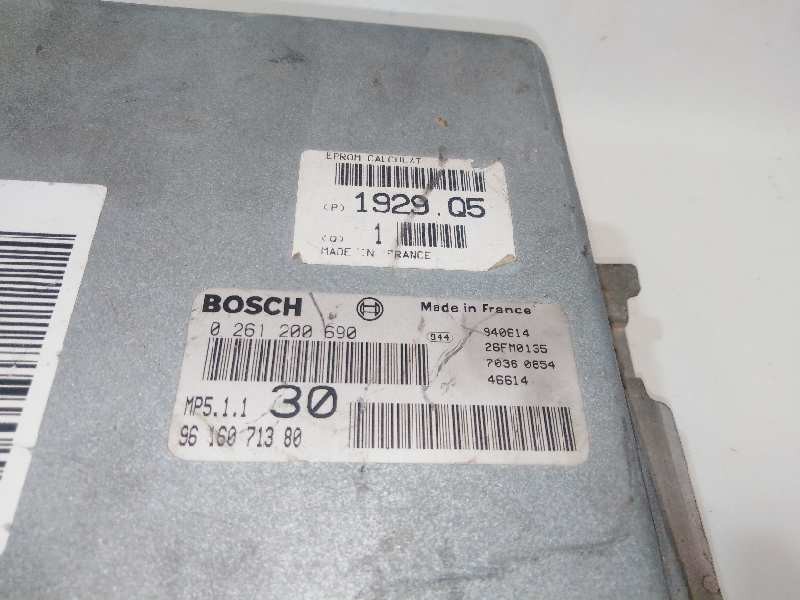 EPROM CALCULAT
(P) 1929.Q5
(Q) 1
MADE IN FRANCE
BOSCH Made in France
0 261 200 690
944 940614
26FM0135
7036 0854
46614
MP5.1.1 30
96 160 713 80